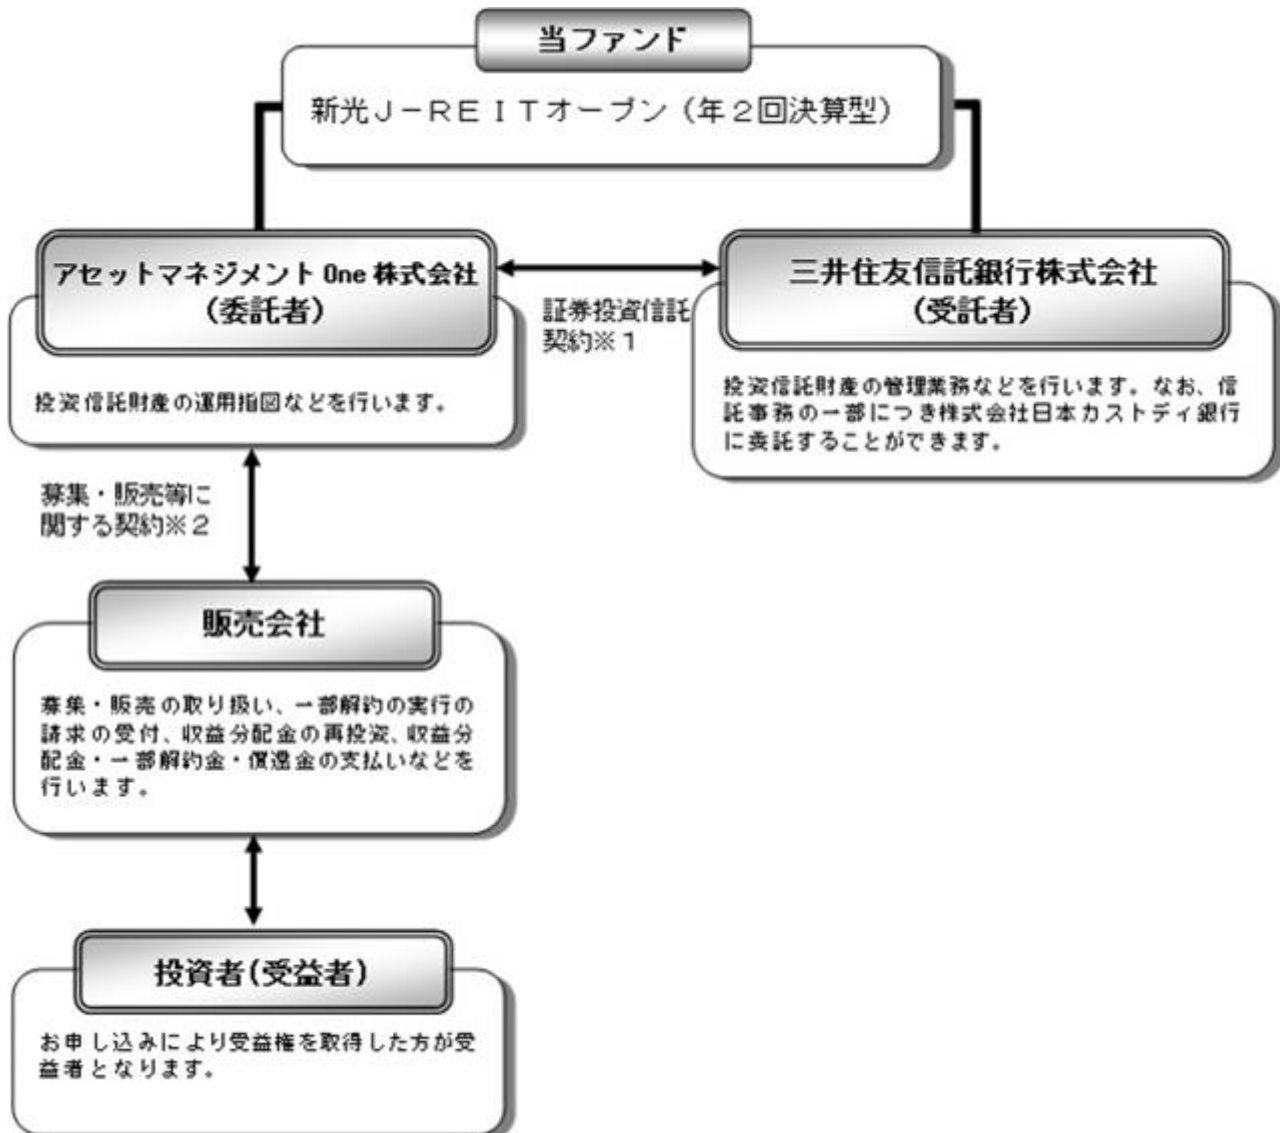 当ファンド
新光Ｊ－ＲＥＩＴオープン（年２回決算型）
アセットマネジメント One 株式会社
（委託者）
投資信託財産の運用指図などを行います。
証券投資信託
契約※１
三井住友信託銀行株式会社
（受託者）
投資信託財産の管理業務などを行います。なお、信
託事務の一部につき株式会社日本カストディ銀行
に委託することができます。
募集・販売等に
関する契約※２
販売会社
募集・販売の取り扱い、一部解約の実行の
請求の受付、収益分配金の再投資、収益分
配金・一部解約金・償還金の支払いなどを
行います。
投資者（受益者）
お申し込みにより受益権を取得した方が受
益者となります。